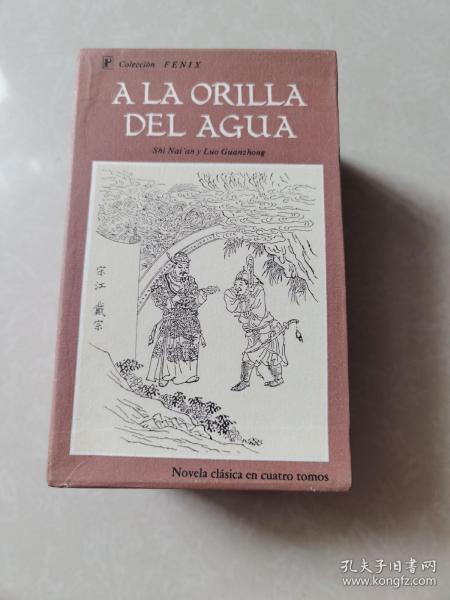 P Colección FENIX
A LA ORILLA
DEL AGUA
Shi Nai'an y Luo Guanzhong
宋江 戴宗
Novela clásica en cuatro tomos
孔夫子旧书网
www.kongfz.com